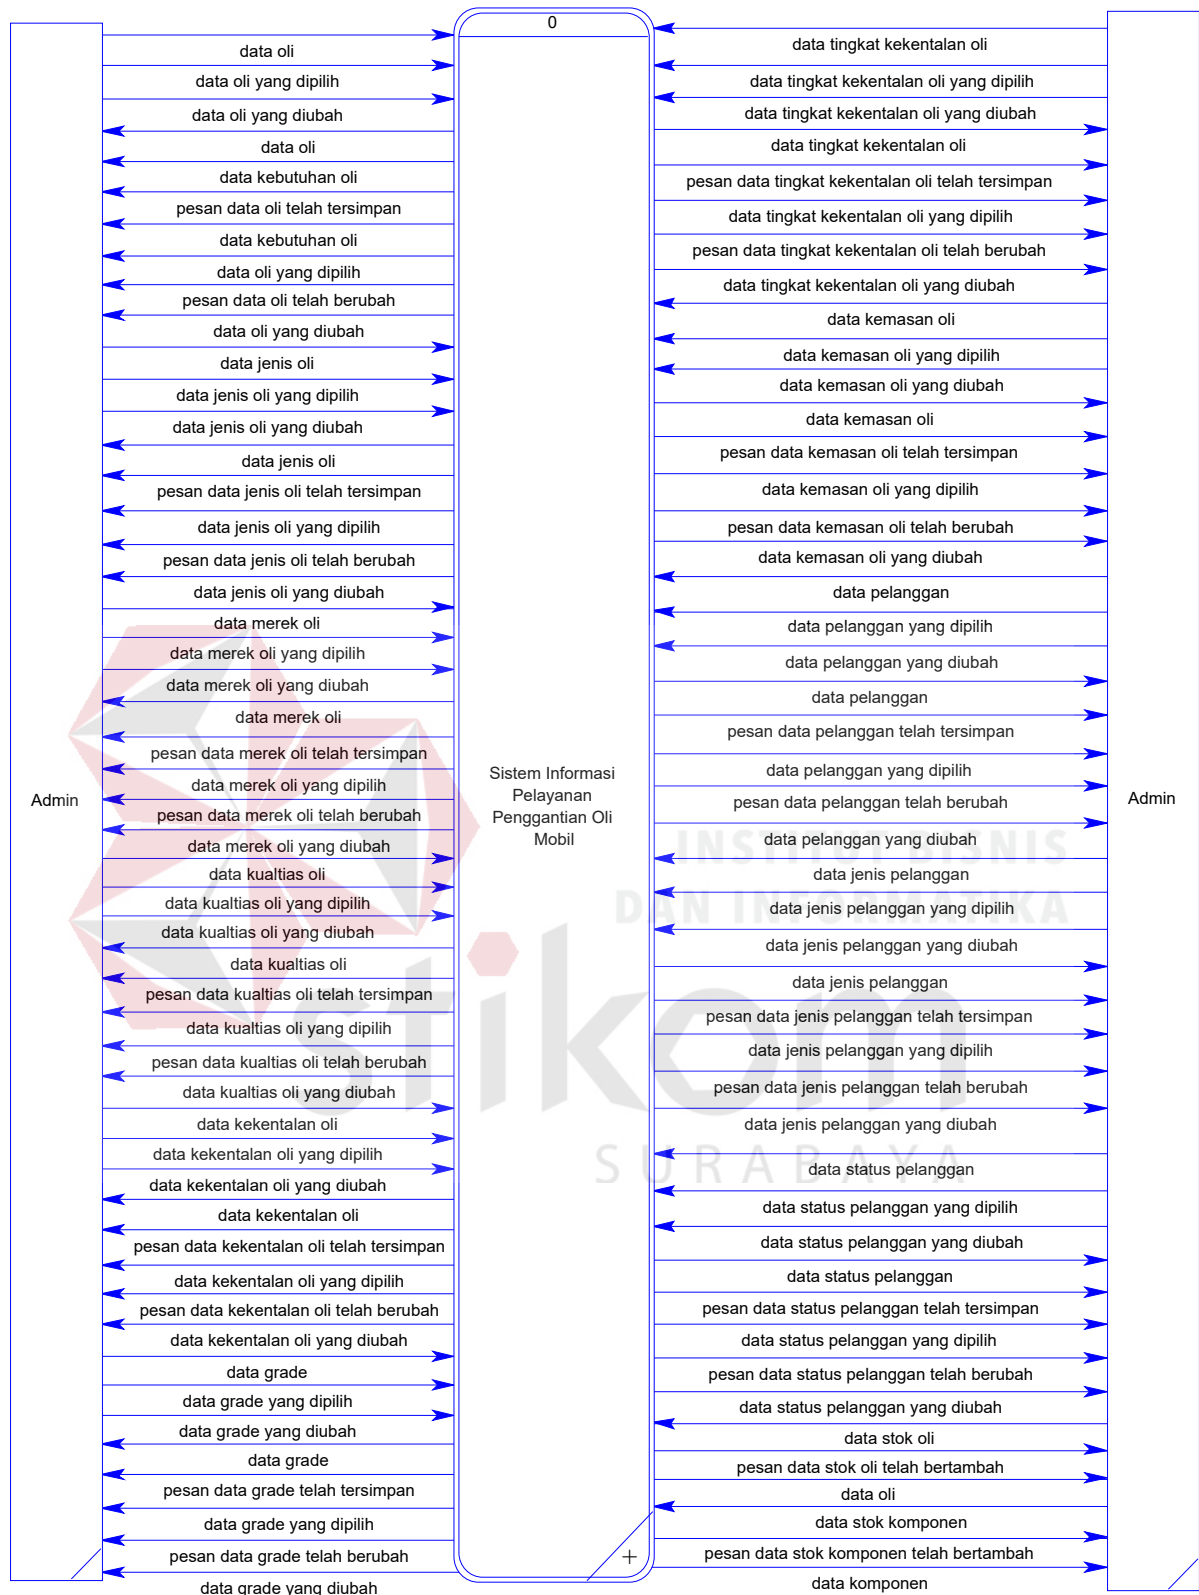 0
data oli
data oli yang dipilih
data oli yang diubah
data oli
data kebutuhan oli
pesan data oli telah tersimpan
data kebutuhan oli
data oli yang dipilih
pesan data oli telah berubah
data oli yang diubah
data jenis oli
data jenis oli yang dipilih
data jenis oli yang diubah
data jenis oli
pesan data jenis oli telah tersimpan
data jenis oli yang dipilih
pesan data jenis oli telah berubah
data jenis oli yang diubah
data merek oli
data merek oli yang dipilih
data merek oli yang diubah
data merek oli
pesan data merek oli telah tersimpan
data merek oli yang dipilih
pesan data merek oli telah berubah
data merek oli yang diubah
data kualtias oli
data kualtias oli yang dipilih
data kualtias oli yang diubah
data kualtias oli
pesan data kualtias oli telah tersimpan
data kualtias oli yang dipilih
pesan data kualtias oli telah berubah
data kualtias oli yang diubah
data kekentalan oli
data kekentalan oli yang dipilih
data kekentalan oli yang diubah
data kekentalan oli
pesan data kekentalan oli telah tersimpan
data kekentalan oli yang dipilih
pesan data kekentalan oli telah berubah
data kekentalan oli yang diubah
data grade
data grade yang dipilih
data grade yang diubah
data grade
pesan data grade telah tersimpan
data grade yang dipilih
pesan data grade telah berubah
data grade yang diubah
Admin
Sistem Informasi
Pelayanan
Penggantian Oli
Mobil
data tingkat kekentalan oli
data tingkat kekentalan oli yang dipilih
data tingkat kekentalan oli yang diubah
data tingkat kekentalan oli
pesan data tingkat kekentalan oli telah tersimpan
data tingkat kekentalan oli yang dipilih
pesan data tingkat kekentalan oli telah berubah
data tingkat kekentalan oli yang diubah
data kemasan oli
data kemasan oli yang dipilih
data kemasan oli yang diubah
data kemasan oli
pesan data kemasan oli telah tersimpan
data kemasan oli yang dipilih
pesan data kemasan oli telah berubah
data kemasan oli yang diubah
data pelanggan
data pelanggan yang dipilih
data pelanggan yang diubah
data pelanggan
pesan data pelanggan telah tersimpan
data pelanggan yang dipilih
pesan data pelanggan telah berubah
data pelanggan yang diubah
data jenis pelanggan
data jenis pelanggan yang dipilih
data jenis pelanggan yang diubah
data jenis pelanggan
pesan data jenis pelanggan telah tersimpan
data jenis pelanggan yang dipilih
pesan data jenis pelanggan telah berubah
data jenis pelanggan yang diubah
data status pelanggan
data status pelanggan yang dipilih
data status pelanggan yang diubah
data status pelanggan
pesan data status pelanggan telah tersimpan
data status pelanggan yang dipilih
pesan data status pelanggan telah berubah
data status pelanggan yang diubah
data stok oli
pesan data stok oli telah bertambah
data oli
data stok komponen
pesan data stok komponen telah bertambah
data komponen
Admin
INSTITUT BISNIS
DAN INFORMATIKA
stikom
SURABAYA